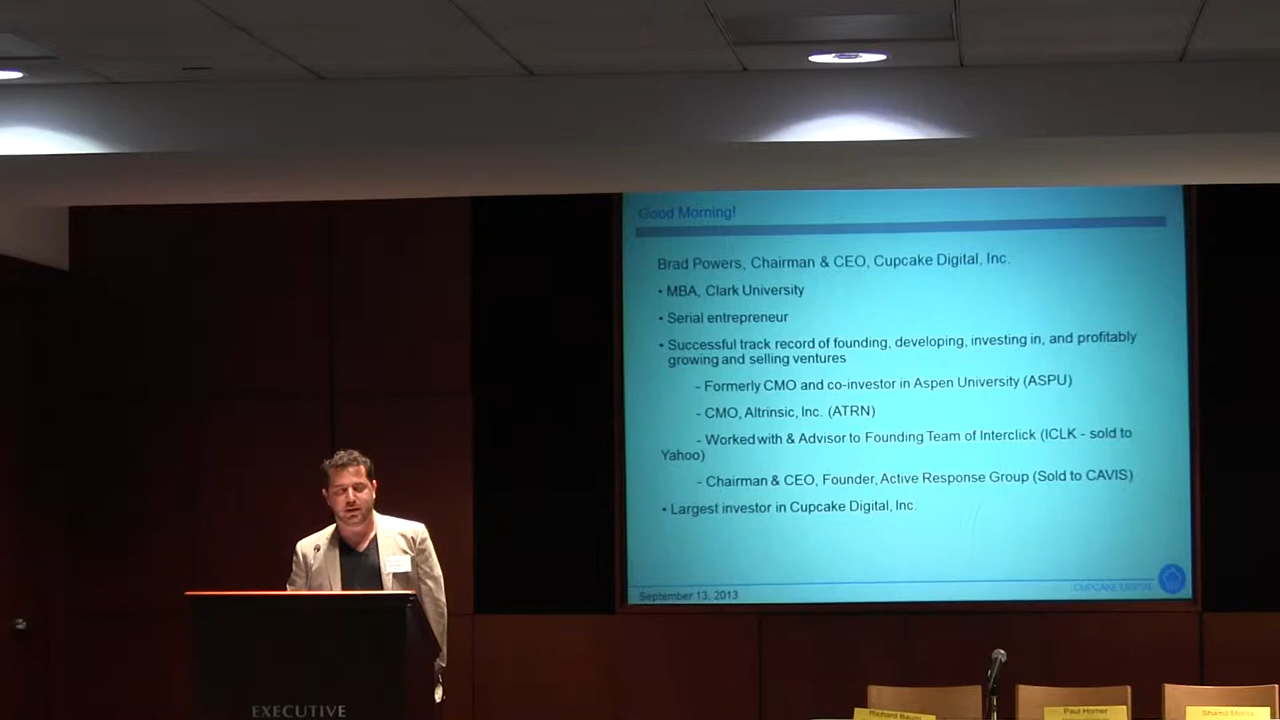 Good Morning!
Brad Powers, Chairman & CEO, Cupcake Digital, Inc.
• MBA, Clark University
• Serial entrepreneur
• Successful track record of founding, developing, investing in, and profitably
growing and selling ventures
- Formerly CMO and co-investor in Aspen University (ASPU)
- CMO, Altrinsic, Inc. (ATRN)
- Worked with & Advisor to Founding Team of Interclick (ICLK - sold to
Yahoo)
- Chairman & CEO, Founder, Active Response Group (Sold to CAVIS)
• Largest investor in Cupcake Digital, Inc.
CUPCAKE DIGITAL
September 13, 2013
EXECUTIVE
Richard Baum
Paul Homer